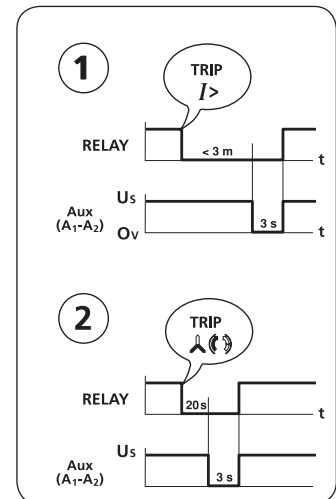 1
TRIP
I>
RELAY
< 3 m
t
Us
Aux
(A1-A2)
Ov
3 s
t
2
TRIP
RELAY
20s
t
Us
Aux
(A1-A2)
3 s